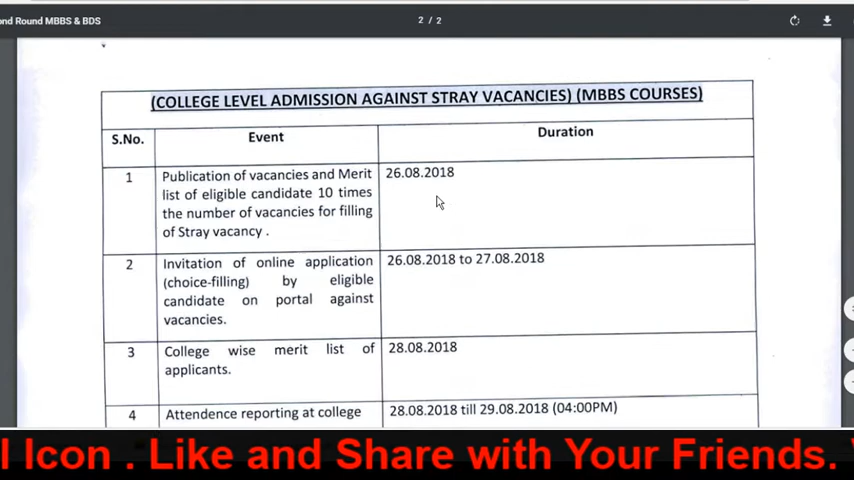 ond Round MBBS & BDS
2 / 2
(COLLEGE LEVEL ADMISSION AGAINST STRAY VACANCIES) (MBBS COURSES)
S.No.
Event
Duration
1
Publication of vacancies and Merit
list of eligible candidate 10 times
the number of vacancies for filling
of Stray vacancy .
26.08.2018
2
Invitation of online application
(choice-filling) by eligible
candidate on portal against
vacancies.
26.08.2018 to 27.08.2018
3
College wise merit list of
applicants.
28.08.2018
4
Attendence reporting at college
28.08.2018 till 29.08.2018 (04:00PM)
l Icon . Like and Share with Your Friends.